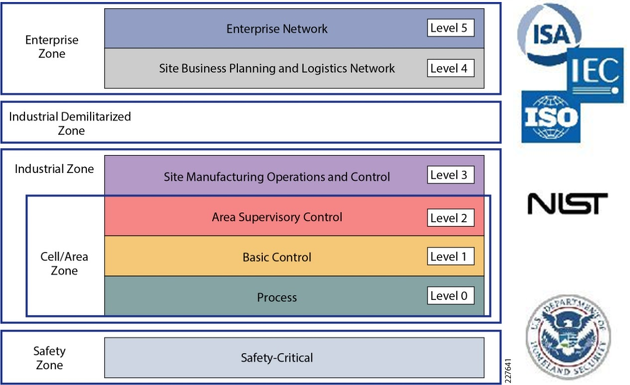 Enterprise
Zone
Enterprise Network
Level 5
Site Business Planning and Logistics Network
Level 4
Industrial Demilitarized
Zone
Industrial Zone
Site Manufacturing Operations and Control
Level 3
Cell/Area
Zone
Area Supervisory Control
Level 2
Basic Control
Level 1
Process
Level 0
Safety
Zone
Safety-Critical
227641
ISA
IEC
ISO
NIST
U.S. DEPARTMENT OF
HOMELAND SECURITY